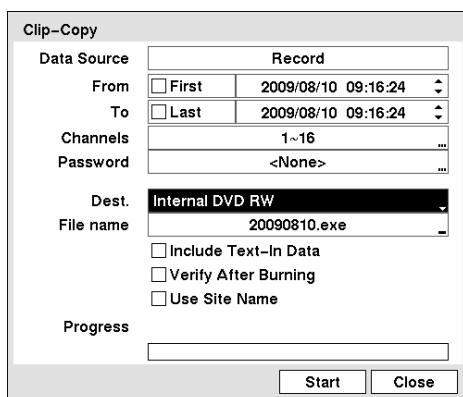 Clip-Copy
Data Source Record
From First 2009/08/10 09:16:24
To Last 2009/08/10 09:16:24
Channels 1~16 ...
Password <None> ...
Dest. Internal DVD RW
File name 20090810.exe
Include Text-In Data
Verify After Burning
Use Site Name
Progress
Start Close